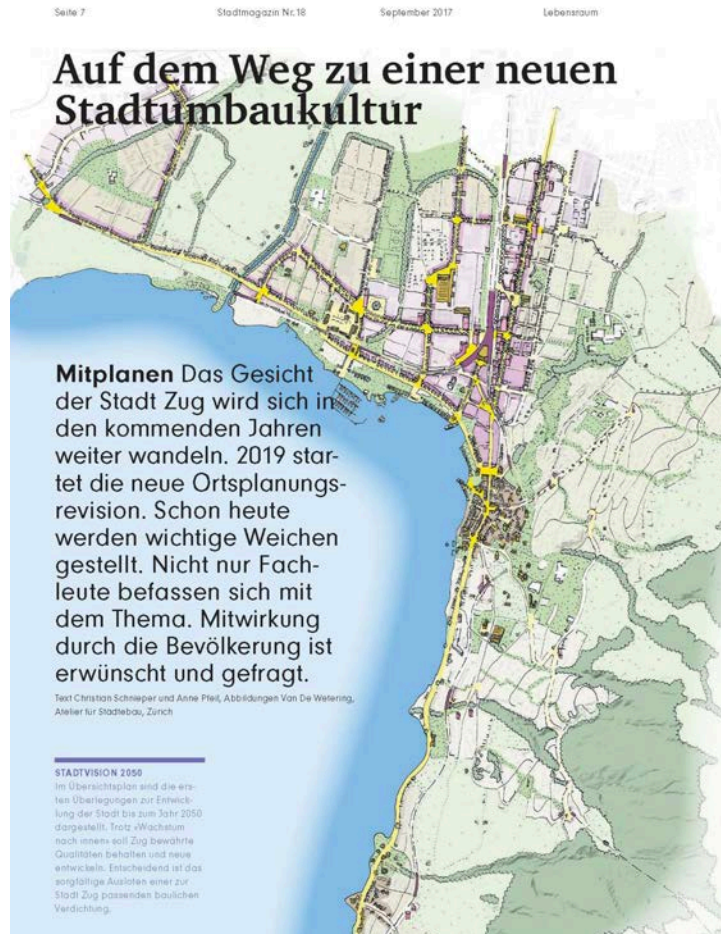 Seite 7 Stadtmagazin Nr. 18 September 2017 Lebensraum
Auf dem Weg zu einer neuen
Stadtumbaukultur
Mitplanen Das Gesicht
der Stadt Zug wird sich in
den kommenden Jahren
weiter wandeln. 2019 star-
tet die neue Ortsplanungs-
revision. Schon heute
werden wichtige Weichen
gestellt. Nicht nur Fach-
leute befassen sich mit
dem Thema. Mitwirkung
durch die Bevölkerung ist
erwünscht und gefragt.
Text Christian Schnieper und Anne Pfeil, Abbildungen Van De Wetering,
Atelier für Städtebau, Zürich
STADTVISION 2050
Im Übersichtsplan sind die ers-
ten Überlegungen zur Entwick-
lung der Stadt bis zum Jahr 2050
dargestellt. Trotz «Wachstum
nach innen» soll Zug bewährte
Qualitäten behalten und neue
entwickeln. Entscheidend ist das
sorgfältige Ausloten einer zur
Stadt Zug passenden baulichen
Verdichtung.